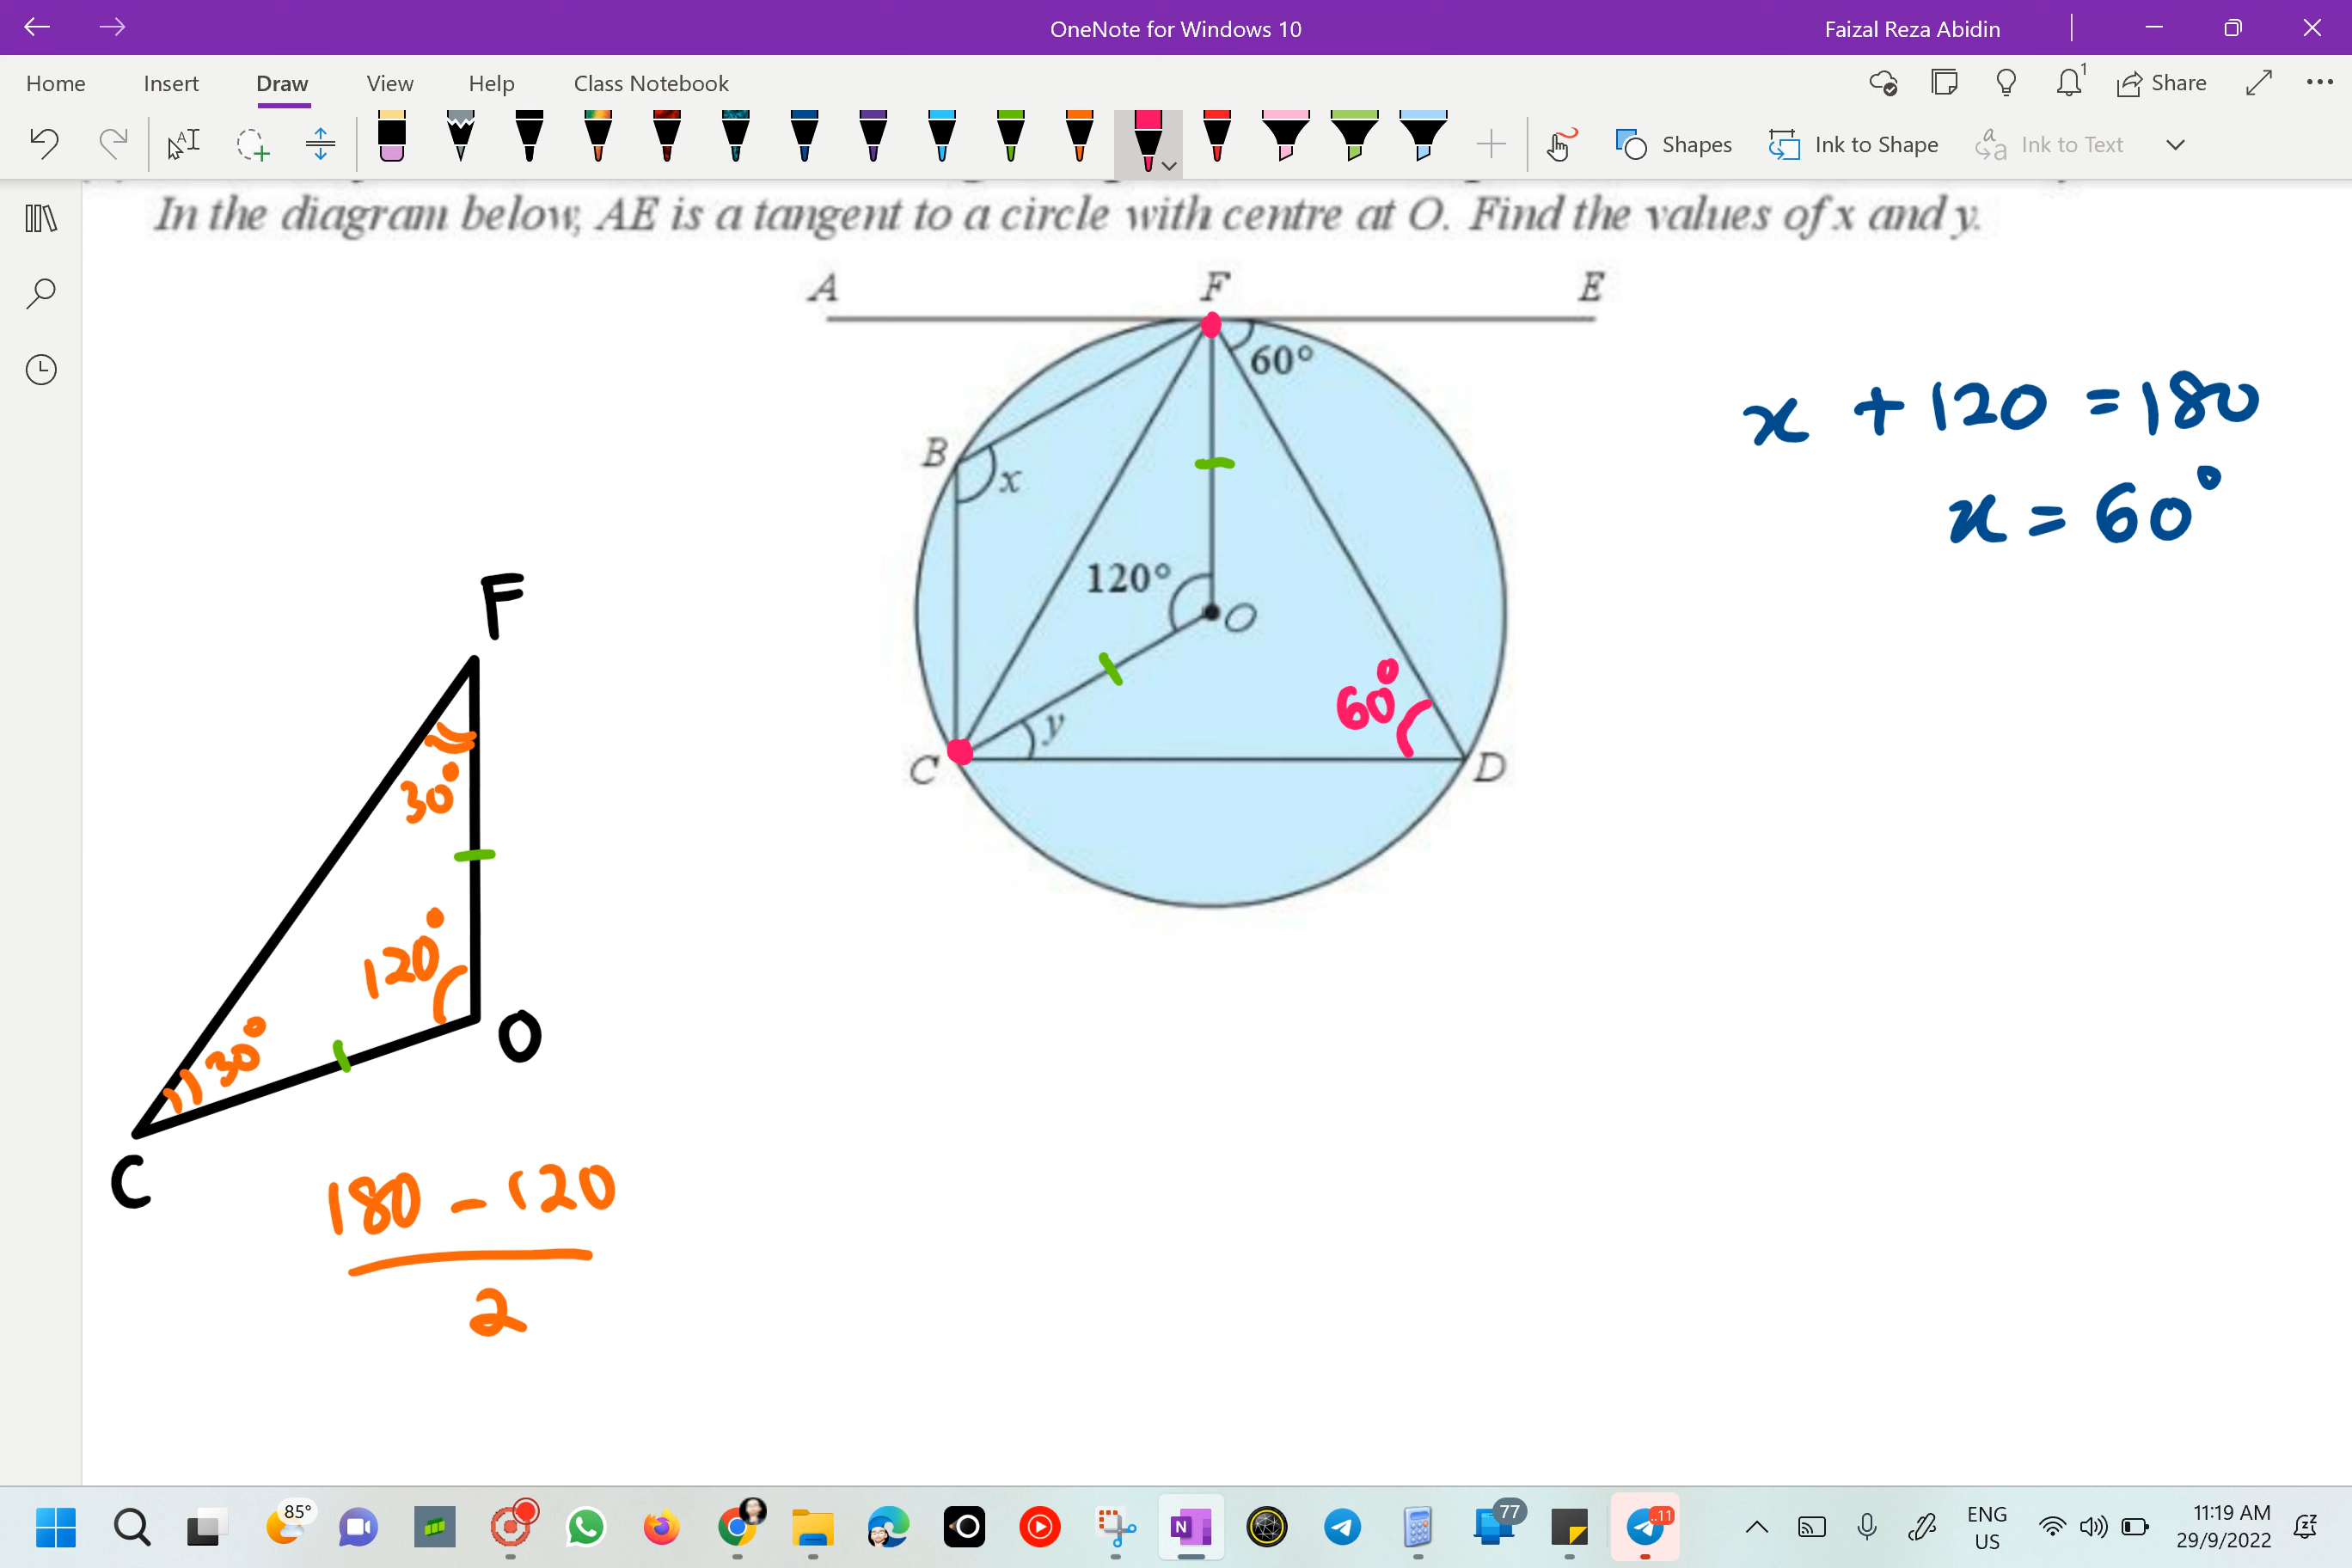 OneNote for Windows 10
Faizal Reza Abidin
Home Insert Draw View Help Class Notebook
1
Share
Shapes
Ink to Shape
Ink to Text
In the diagram below, AE is a tangent to a circle with centre at O. Find the values of x and y.
A F E
60°
x + 120 = 180
B x
x = 60°
120°
O
F
60°
y
C D
30°
120°
30°
O
C
180 - 120
2
85°
77
..11
ENG
US
11:19 AM
29/9/2022